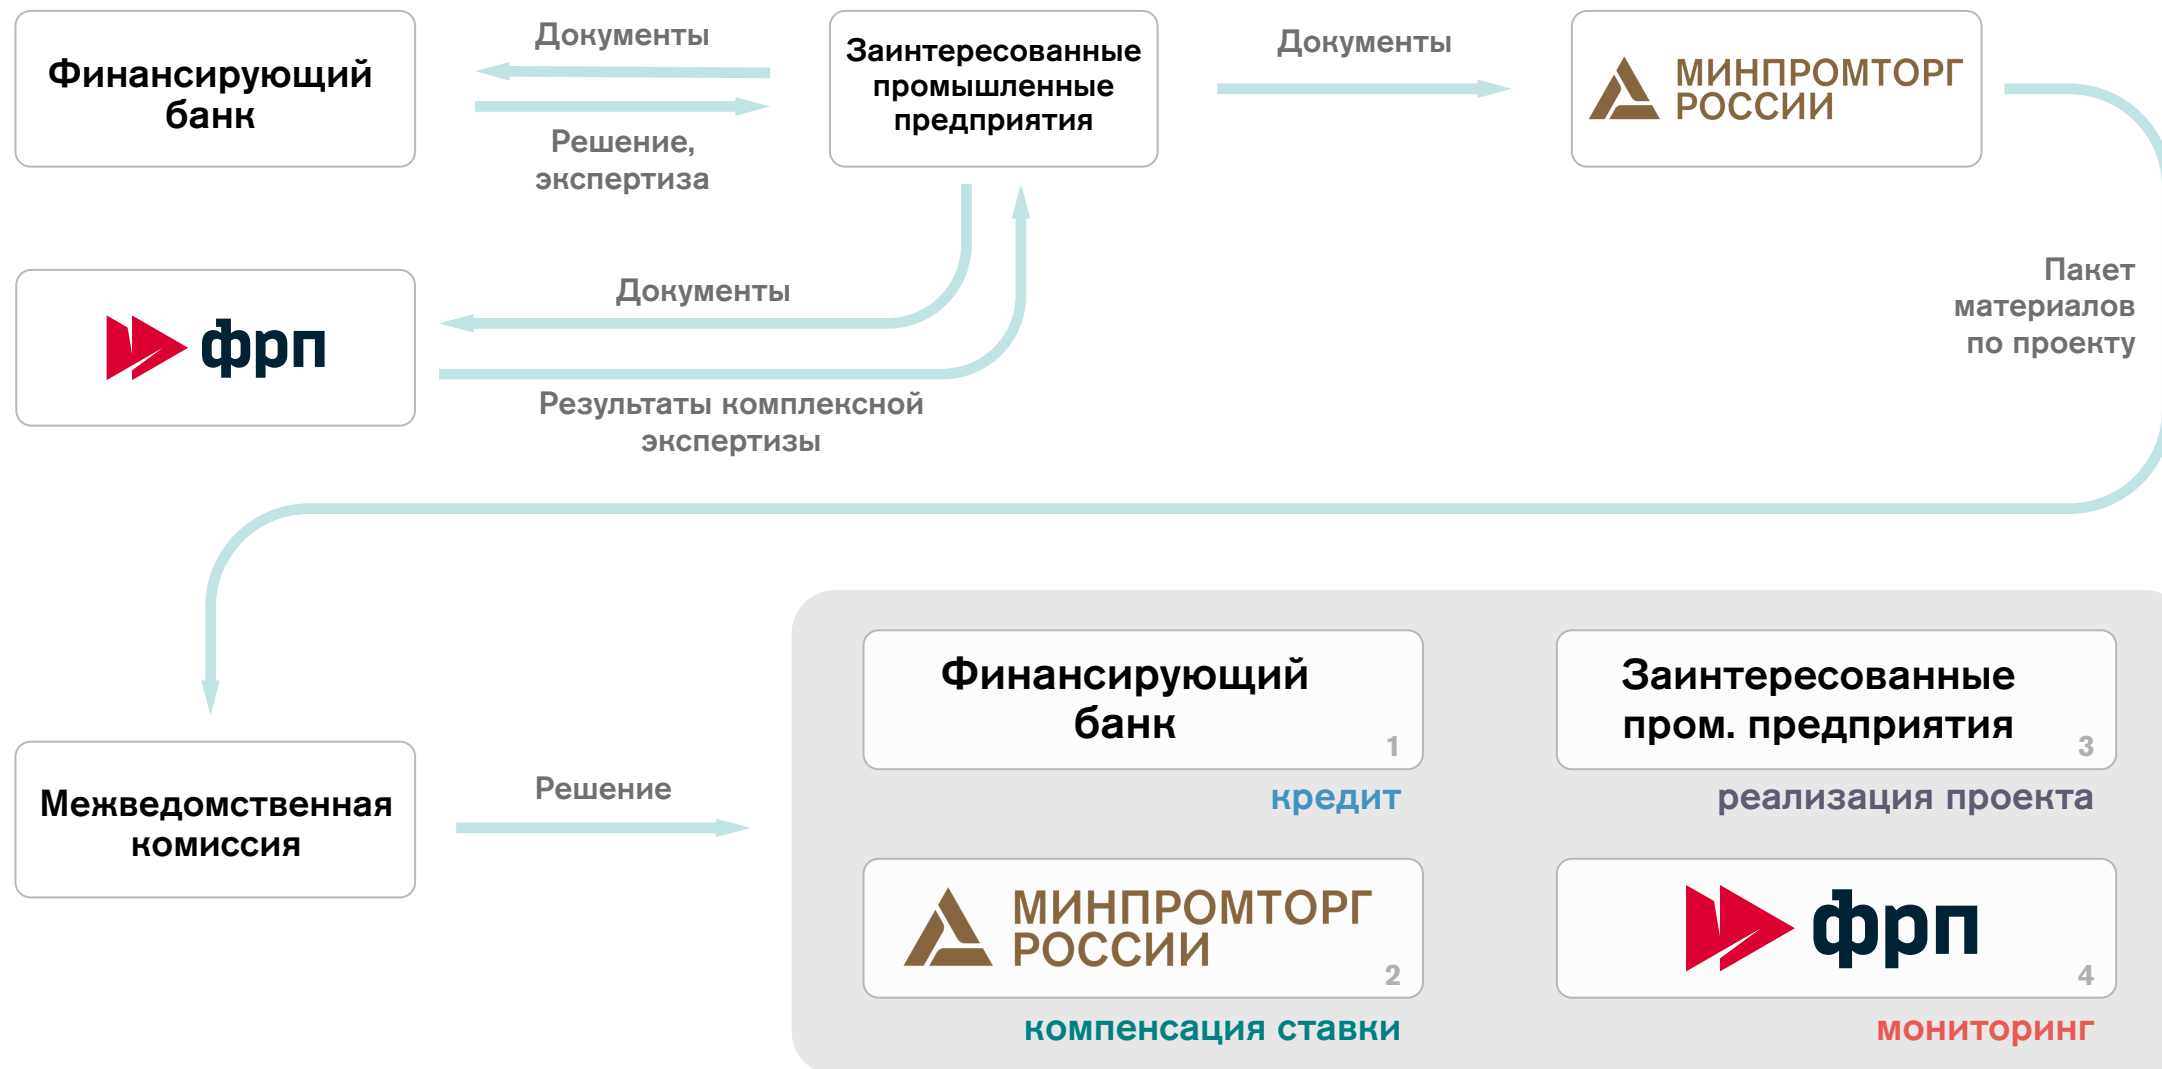 Финансирующий
банк
Документы
Решение,
экспертиза
Заинтересованные
промышленные
предприятия
Документы
МИНПРОМТОРГ
РОССИИ
фрп
Документы
Результаты комплексной
экспертизы
Пакет
материалов
по проекту
Межведомственная
комиссия
Решение
Финансирующий
банк
1
кредит
Заинтересованные
пром. предприятия
3
реализация проекта
МИНПРОМТОРГ
РОССИИ
2
компенсация ставки
фрп
4
мониторинг